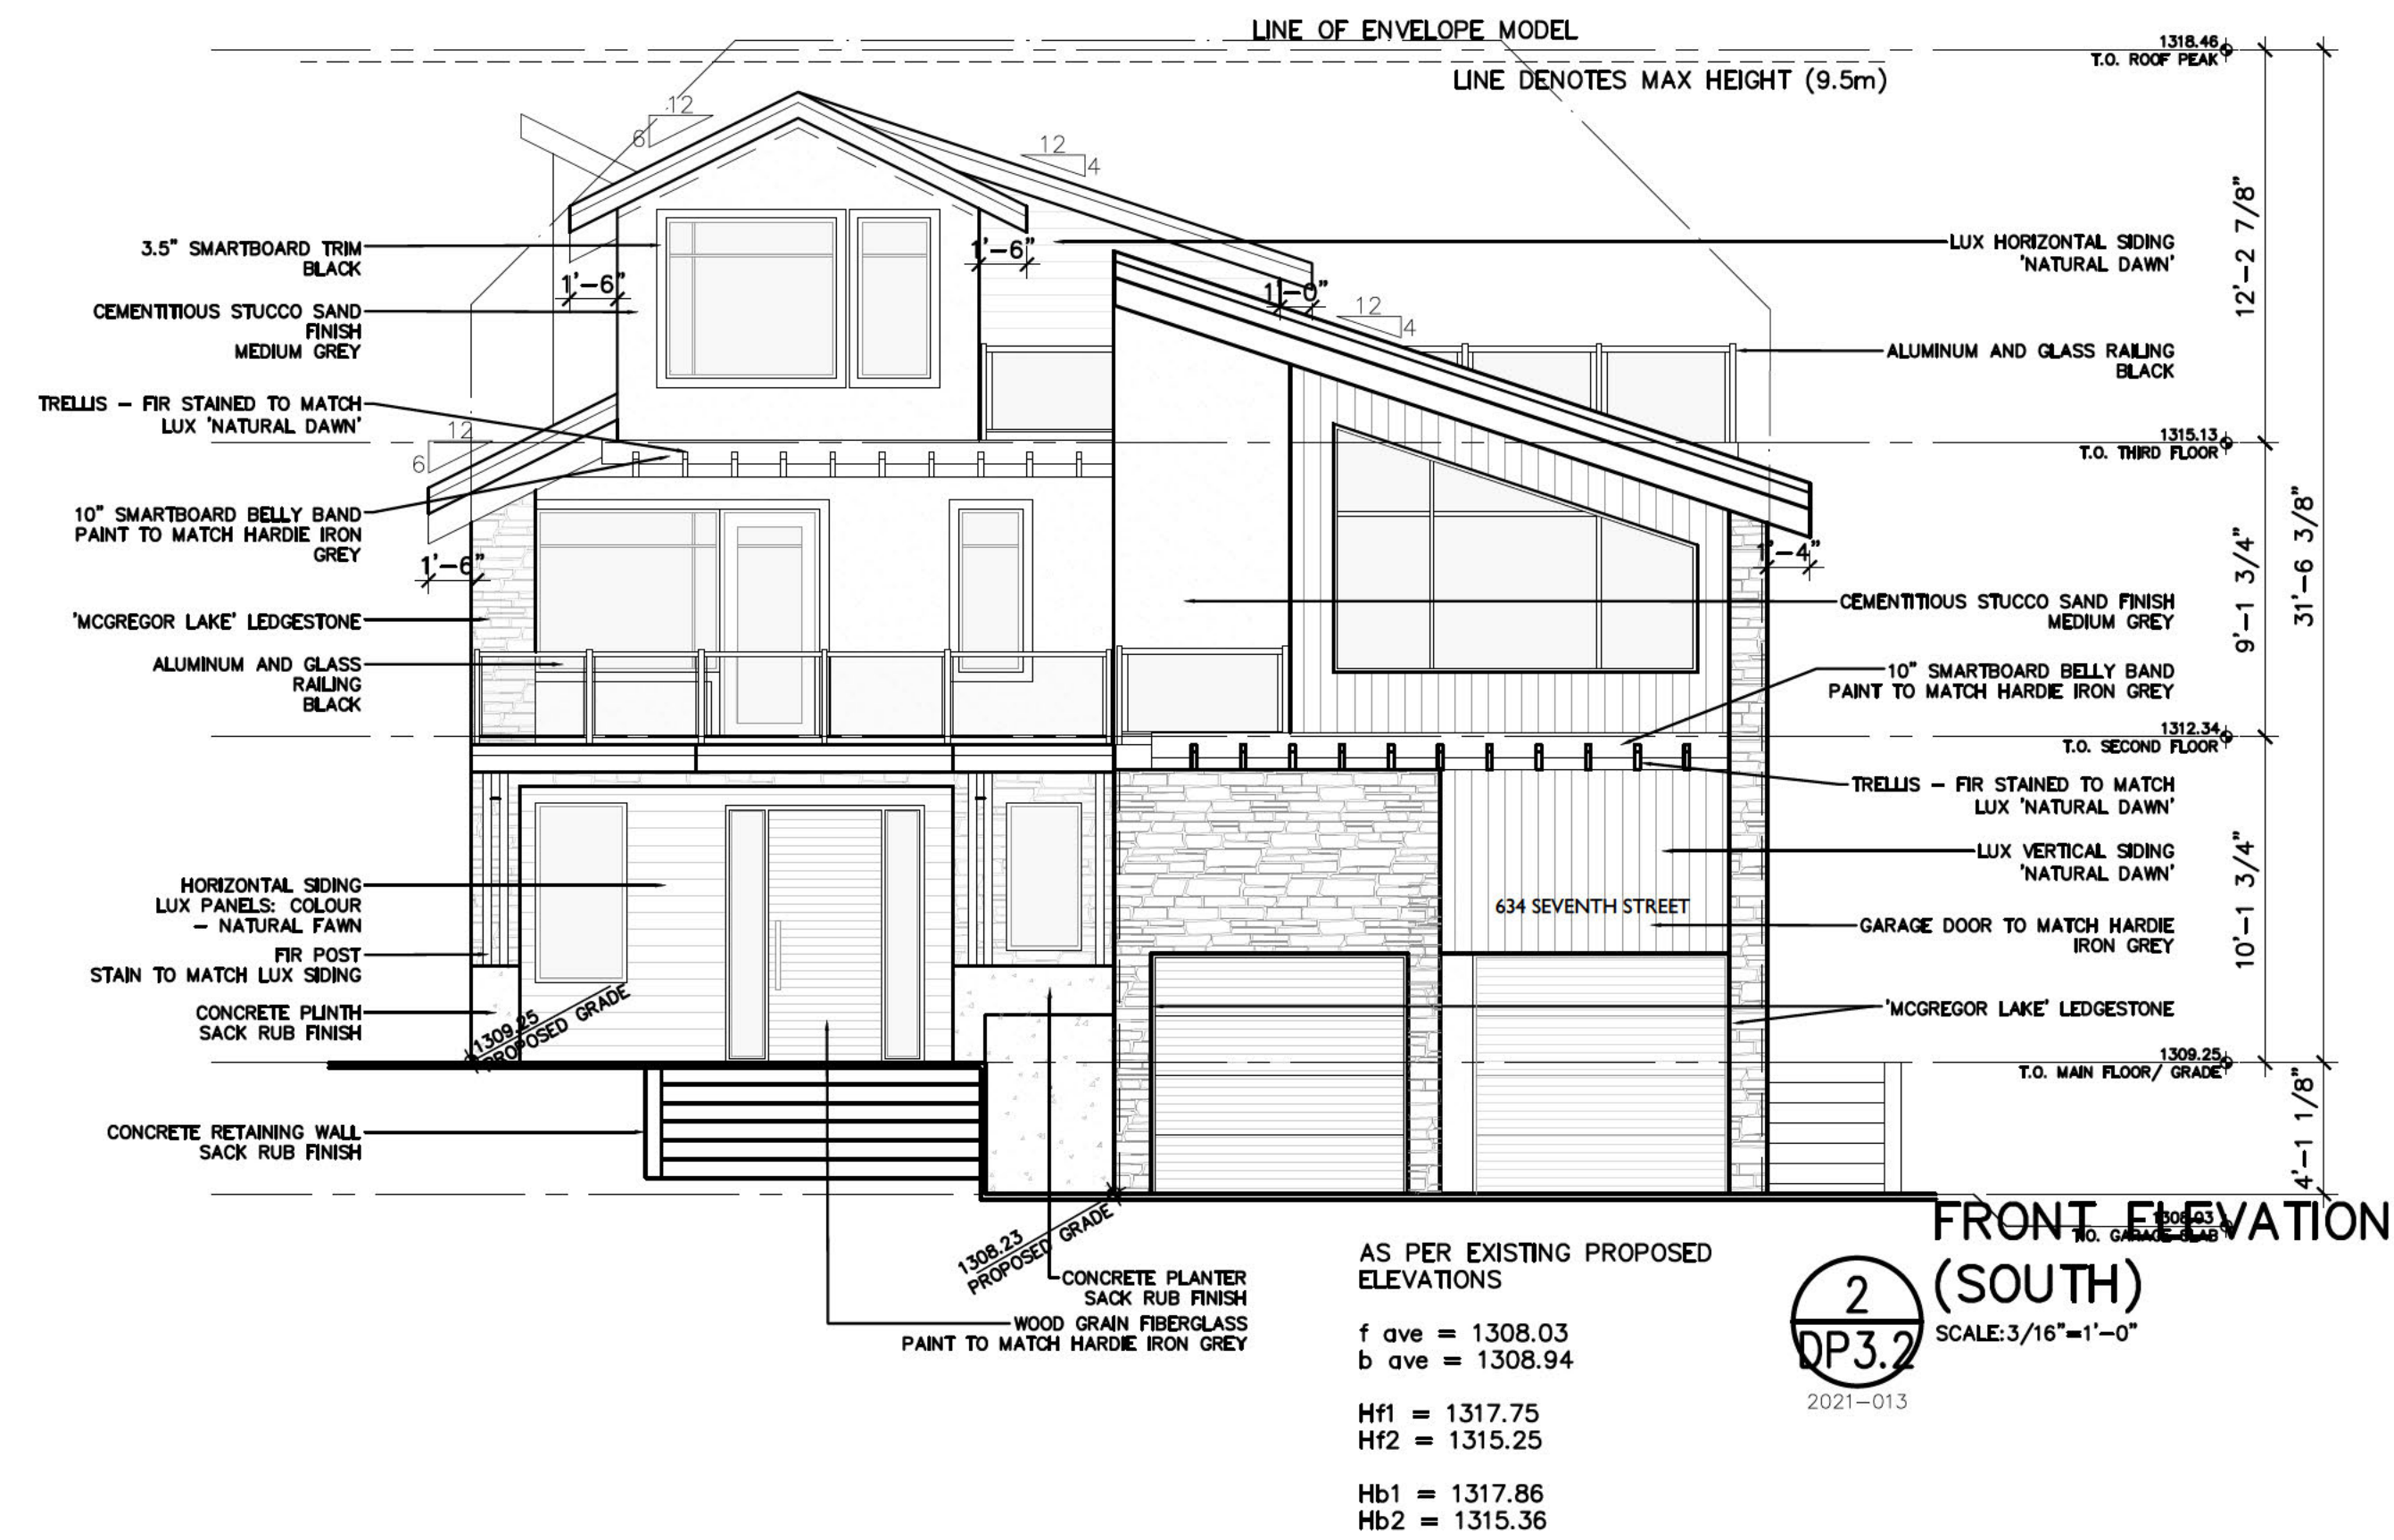 LINE OF ENVELOPE MODEL
1318.46
T.O. ROOF PEAK
LINE DENOTES MAX HEIGHT (9.5m)
12
6
12
4
12
4
12
6
3.5" SMARTBOARD TRIM
BLACK
CEMENTITIOUS STUCCO SAND
FINISH
MEDIUM GREY
TRELLIS – FIR STAINED TO MATCH
LUX 'NATURAL DAWN'
10" SMARTBOARD BELLY BAND
PAINT TO MATCH HARDIE IRON
GREY
'MCGREGOR LAKE' LEDGESTONE
ALUMINUM AND GLASS
RAILING
BLACK
HORIZONTAL SIDING
LUX PANELS: COLOUR
– NATURAL FAWN
FIR POST
STAIN TO MATCH LUX SIDING
CONCRETE PLINTH
SACK RUB FINISH
CONCRETE RETAINING WALL
SACK RUB FINISH
1'–6"
1'–6"
1'–6"
1'–0"
1'–4"
1309.25
PROPOSED GRADE
1308.23
PROPOSED GRADE
634 SEVENTH STREET
CONCRETE PLANTER
SACK RUB FINISH
WOOD GRAIN FIBERGLASS
PAINT TO MATCH HARDIE IRON GREY
LUX HORIZONTAL SIDING
'NATURAL DAWN'
ALUMINUM AND GLASS RAILING
BLACK
1315.13
T.O. THIRD FLOOR
CEMENTITIOUS STUCCO SAND FINISH
MEDIUM GREY
10" SMARTBOARD BELLY BAND
PAINT TO MATCH HARDIE IRON GREY
1312.34
T.O. SECOND FLOOR
TRELLIS – FIR STAINED TO MATCH
LUX 'NATURAL DAWN'
LUX VERTICAL SIDING
'NATURAL DAWN'
GARAGE DOOR TO MATCH HARDIE
IRON GREY
'MCGREGOR LAKE' LEDGESTONE
1309.25
T.O. MAIN FLOOR/ GRADE
12'–2 7/8"
9'–1 3/4"
31'–6 3/8"
10'–1 3/4"
4'–1 1/8"
1308.03
T.O. GARAGE SLAB
FRONT ELEVATION
(SOUTH)
SCALE:3/16"=1'–0"
2
DP3.2
2021–013
AS PER EXISTING PROPOSED
ELEVATIONS
f ave = 1308.03
b ave = 1308.94
Hf1 = 1317.75
Hf2 = 1315.25
Hb1 = 1317.86
Hb2 = 1315.36